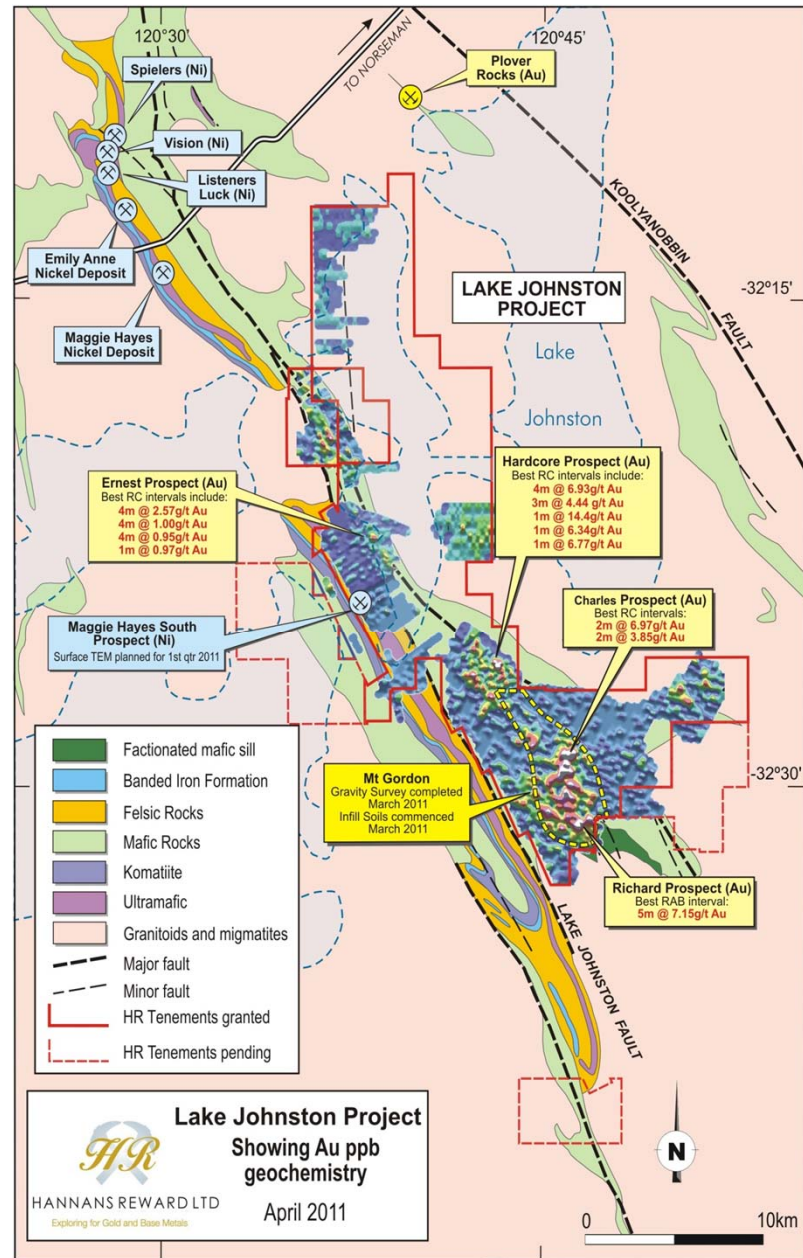 120°30'
120°45'
Spielers (Ni)
TO NORSEMAN
Plover
Rocks (Au)
Vision (Ni)
Listeners
Luck (Ni)
KOOLYANOBBIN
FAULT
Emily Anne
Nickel Deposit
LAKE JOHNSTON
PROJECT
-32°15'
Maggie Hayes
Nickel Deposit
Lake
Johnston
Hardcore Prospect (Au)
Best RC intervals include:
4m @ 6.93g/t Au
3m @ 4.44 g/t Au
1m @ 14.4g/t Au
1m @ 6.34g/t Au
1m @ 6.77g/t Au
Ernest Prospect (Au)
Best RC intervals include:
4m @ 2.57g/t Au
4m @ 1.00g/t Au
4m @ 0.95g/t Au
1m @ 0.97g/t Au
Charles Prospect (Au)
Best RC intervals:
2m @ 6.97g/t Au
2m @ 3.85g/t Au
Maggie Hayes South
Prospect (Ni)
Surface TEM planned for 1st qtr 2011
Mt Gordon
Gravity Survey completed
March 2011
Infill Soils commenced
March 2011
-32°30'
Richard Prospect (Au)
Best RAB interval:
5m @ 7.15g/t Au
LAKE JOHNSTON FAULT
Factionated mafic sill
Banded Iron Formation
Felsic Rocks
Mafic Rocks
Komatiite
Ultramafic
Granitoids and migmatites
Major fault
Minor fault
HR Tenements granted
HR Tenements pending
HR
HANNANS REWARD LTD
Exploring for Gold and Base Metals
Lake Johnston Project
Showing Au ppb
geochemistry
April 2011
N
0 10km